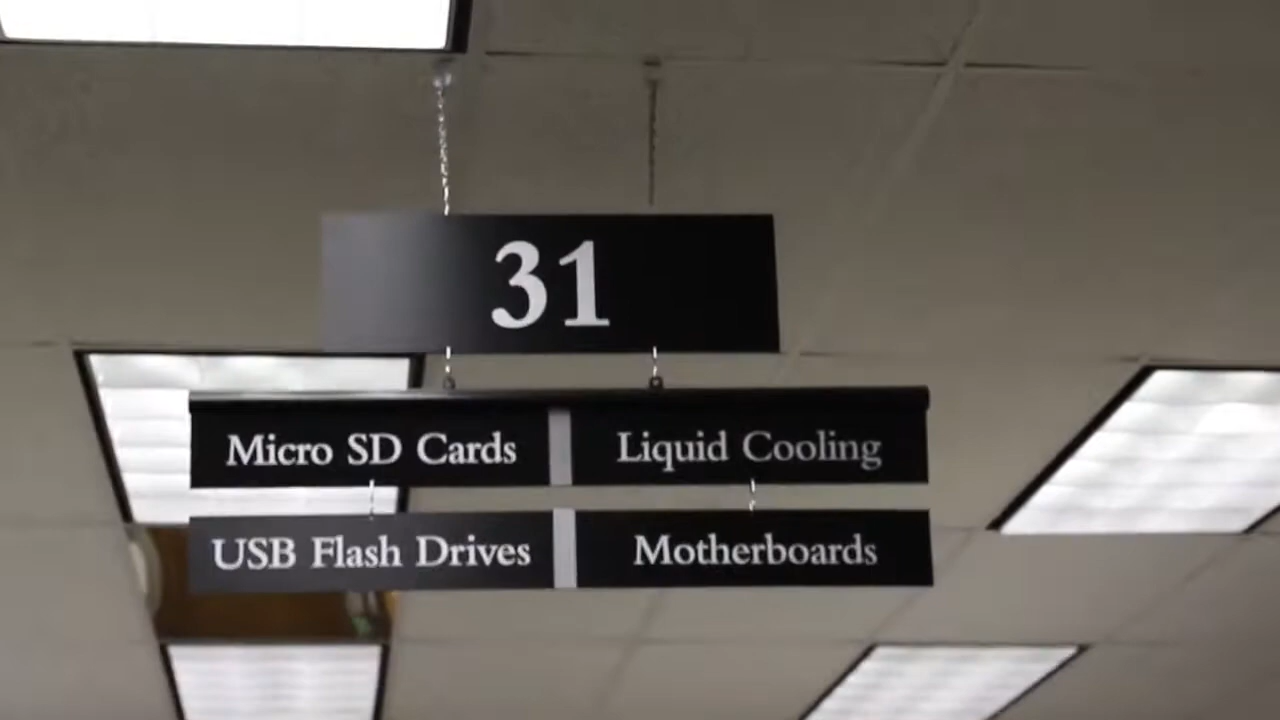 31
Micro SD Cards
Liquid Cooling
USB Flash Drives
Motherboards